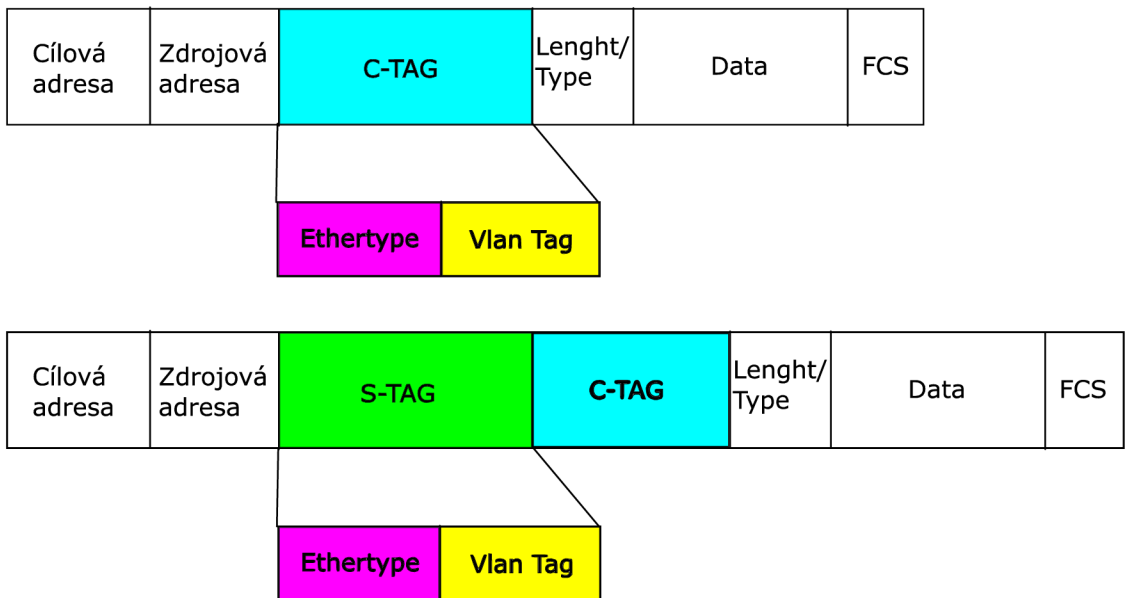 Cílová
adresa
Zdrojová
adresa
C-TAG
Lenght/
Type
Data
FCS
Ethertype
Vlan Tag
Cílová
adresa
Zdrojová
adresa
S-TAG
C-TAG
Lenght/
Type
Data
FCS
Ethertype
Vlan Tag